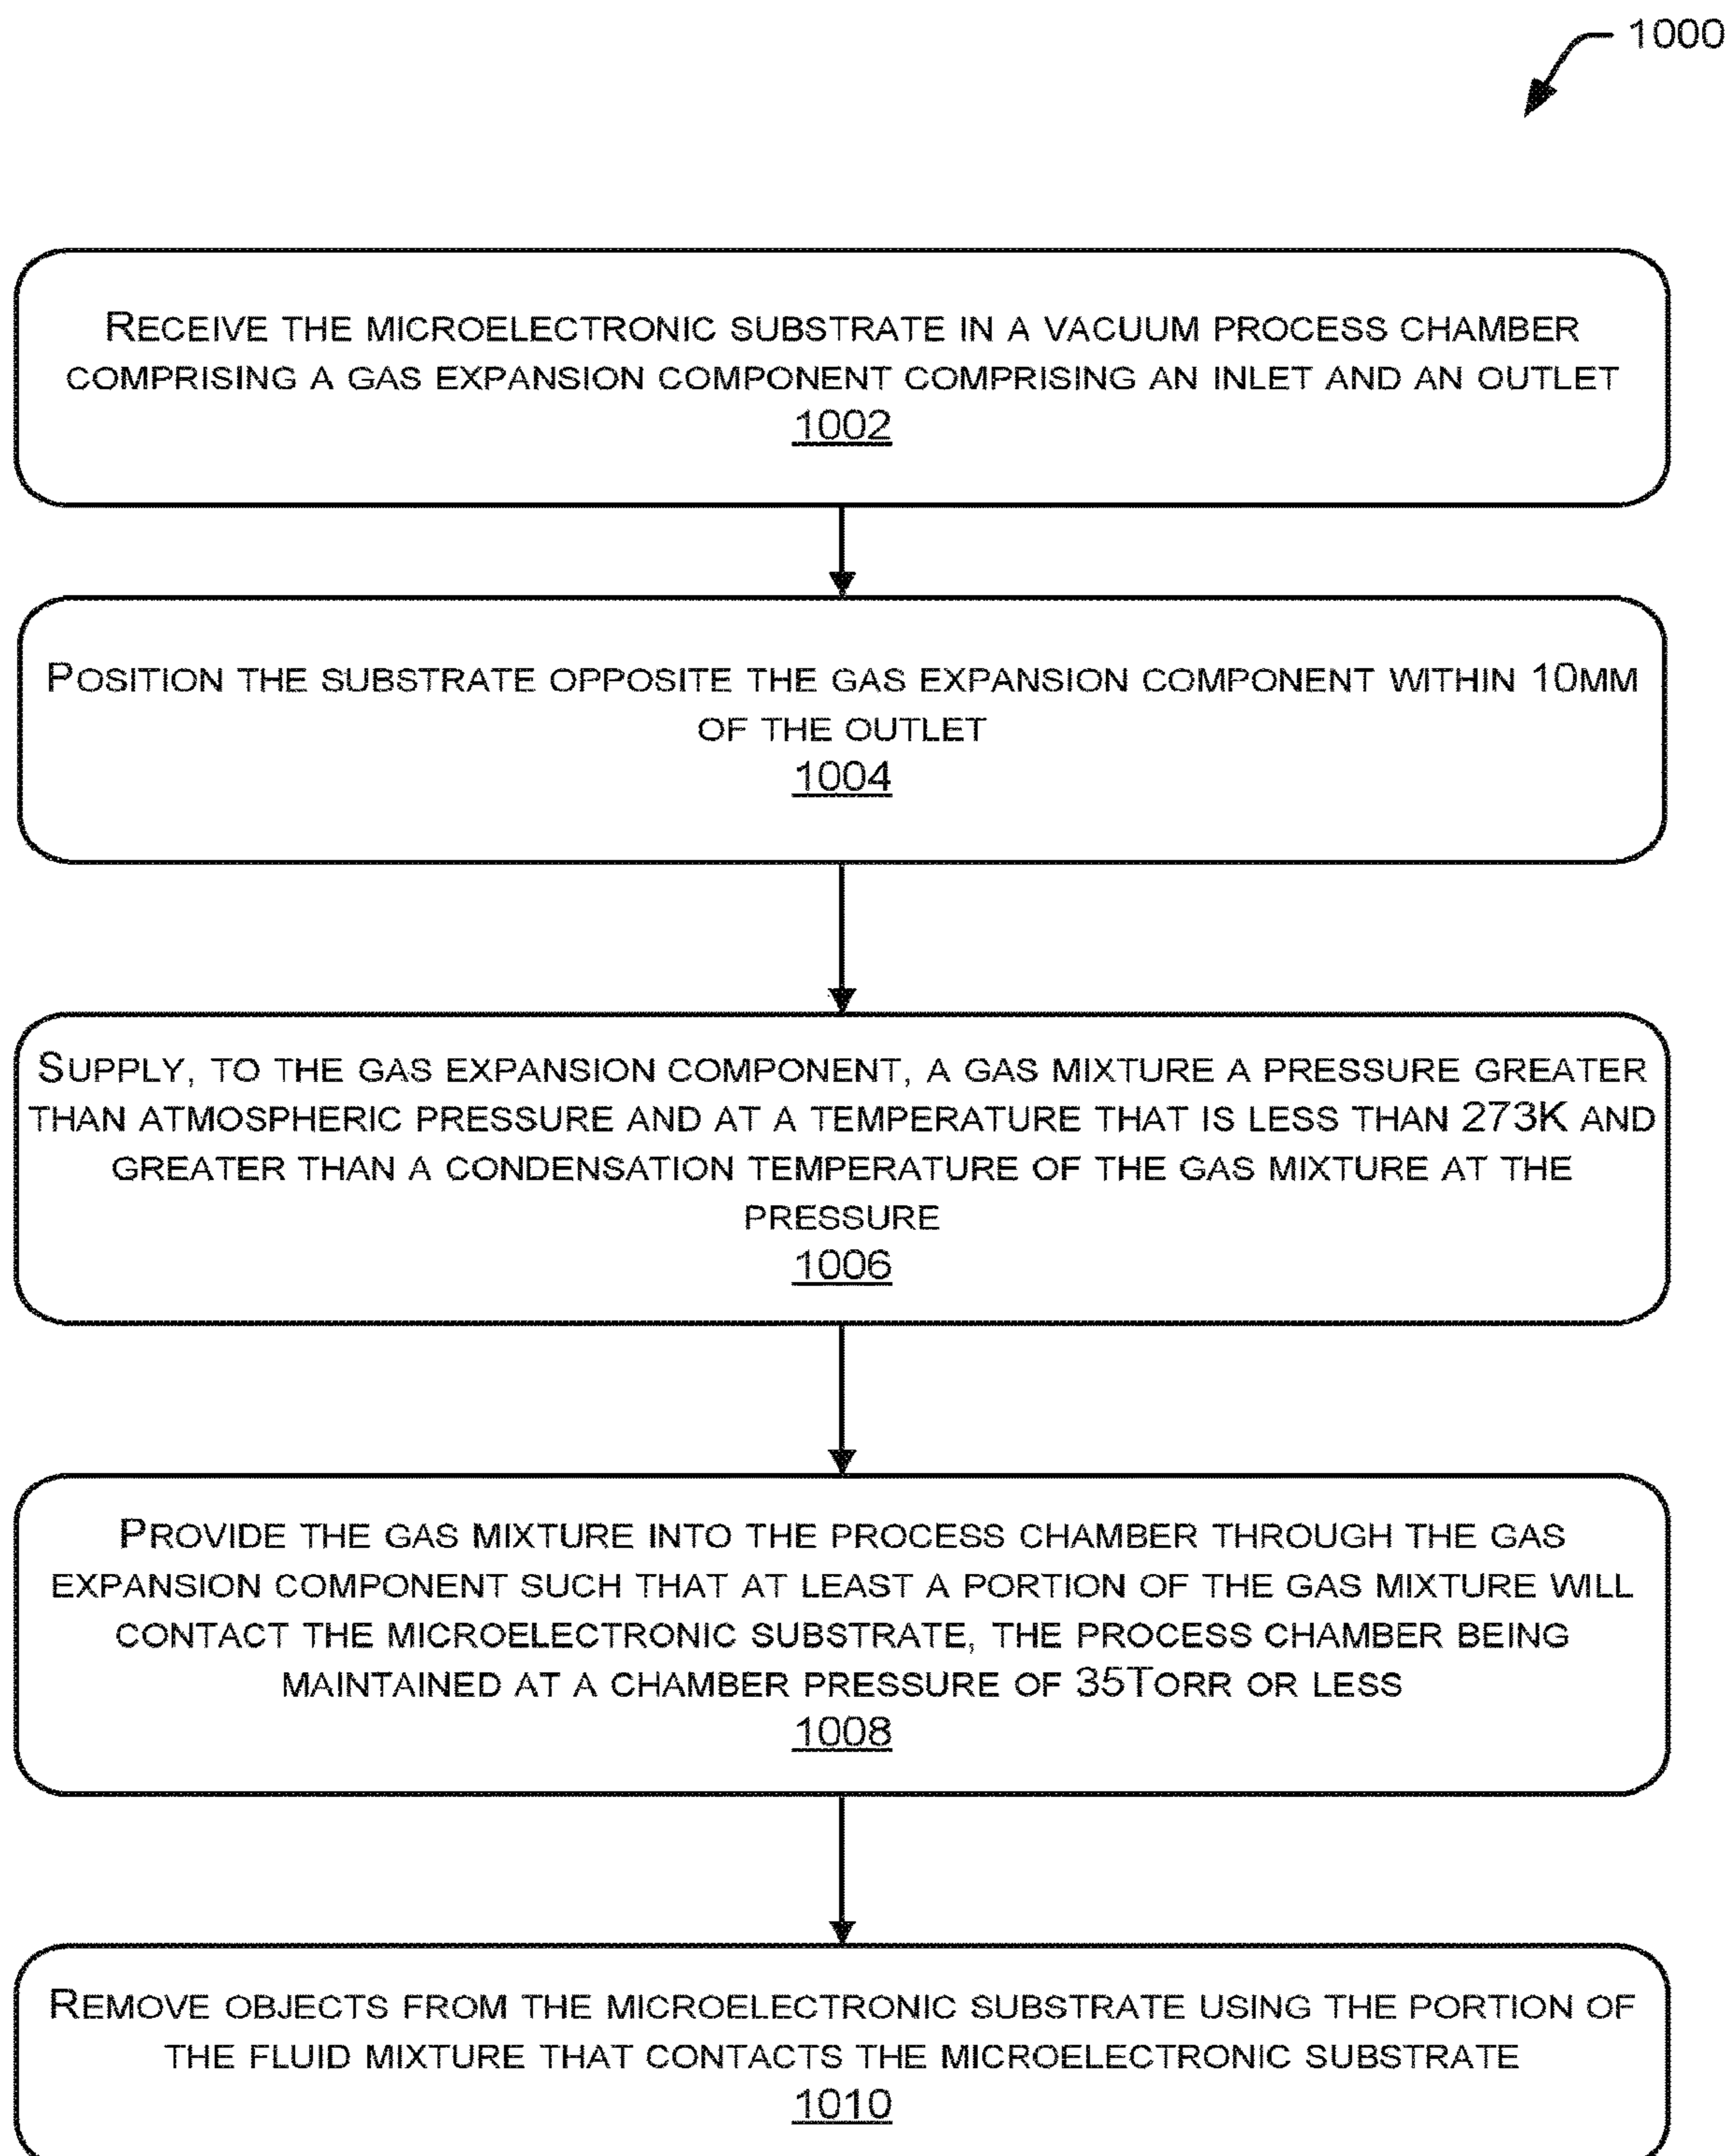 1000
RECEIVE THE MICROELECTRONIC SUBSTRATE IN A VACUUM PROCESS CHAMBER
COMPRISING A GAS EXPANSION COMPONENT COMPRISING AN INLET AND AN OUTLET
1002
POSITION THE SUBSTRATE OPPOSITE THE GAS EXPANSION COMPONENT WITHIN 10MM
OF THE OUTLET
1004
SUPPLY, TO THE GAS EXPANSION COMPONENT, A GAS MIXTURE A PRESSURE GREATER
THAN ATMOSPHERIC PRESSURE AND AT A TEMPERATURE THAT IS LESS THAN 273K AND
GREATER THAN A CONDENSATION TEMPERATURE OF THE GAS MIXTURE AT THE
PRESSURE
1006
PROVIDE THE GAS MIXTURE INTO THE PROCESS CHAMBER THROUGH THE GAS
EXPANSION COMPONENT SUCH THAT AT LEAST A PORTION OF THE GAS MIXTURE WILL
CONTACT THE MICROELECTRONIC SUBSTRATE, THE PROCESS CHAMBER BEING
MAINTAINED AT A CHAMBER PRESSURE OF 35TORR OR LESS
1008
REMOVE OBJECTS FROM THE MICROELECTRONIC SUBSTRATE USING THE PORTION OF
THE FLUID MIXTURE THAT CONTACTS THE MICROELECTRONIC SUBSTRATE
1010